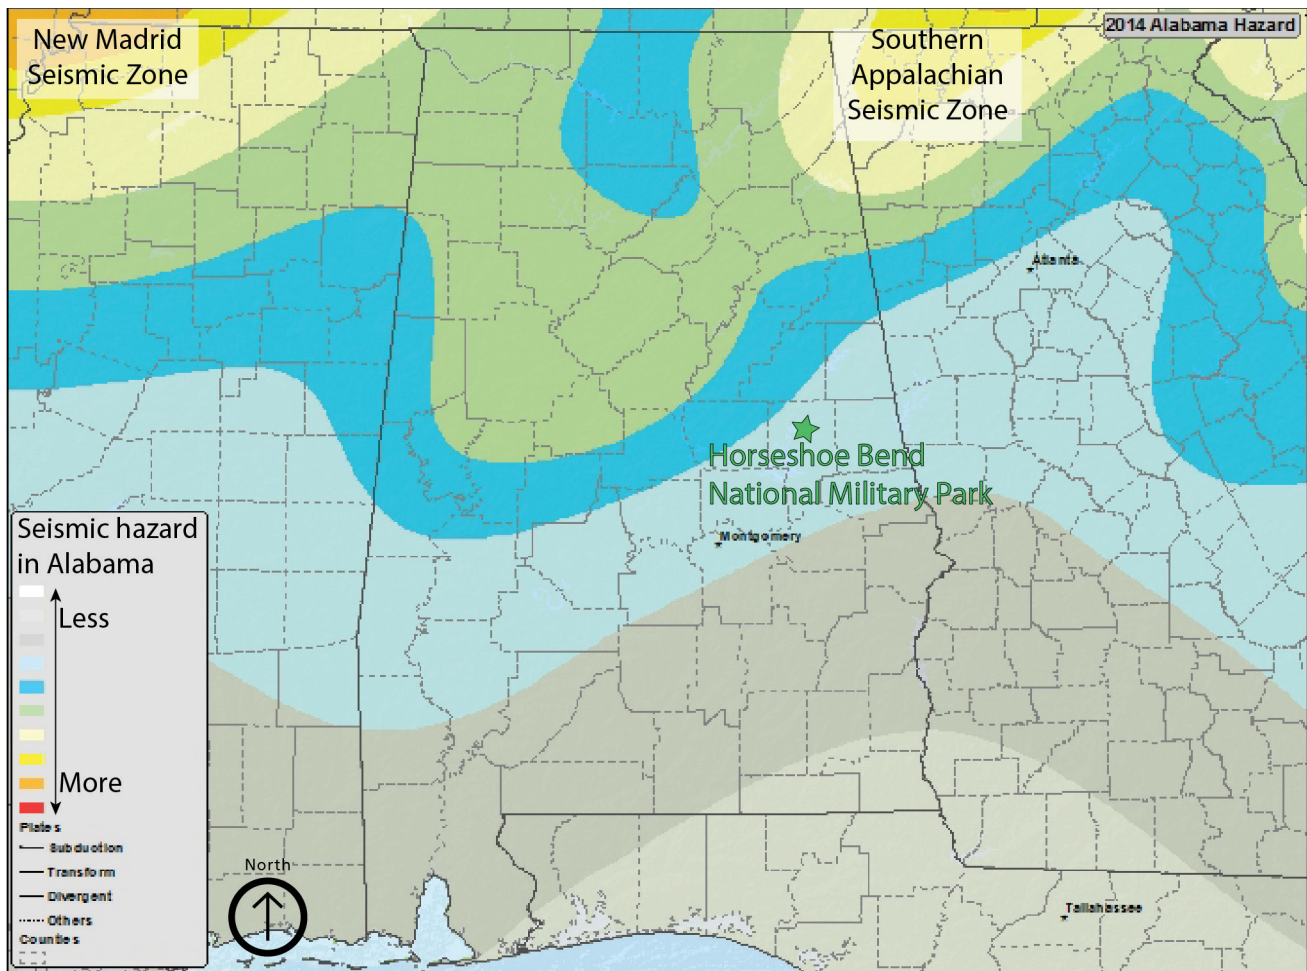 New Madrid
Seismic Zone
Southern
Appalachian
Seismic Zone
2014 Alabama Hazard
Atlanta
Horseshoe Bend
National Military Park
Montgomery
Seismic hazard
in Alabama
Less
More
Plates
Subduction
Transform
Divergent
Others
Counties
North
Tallahassee